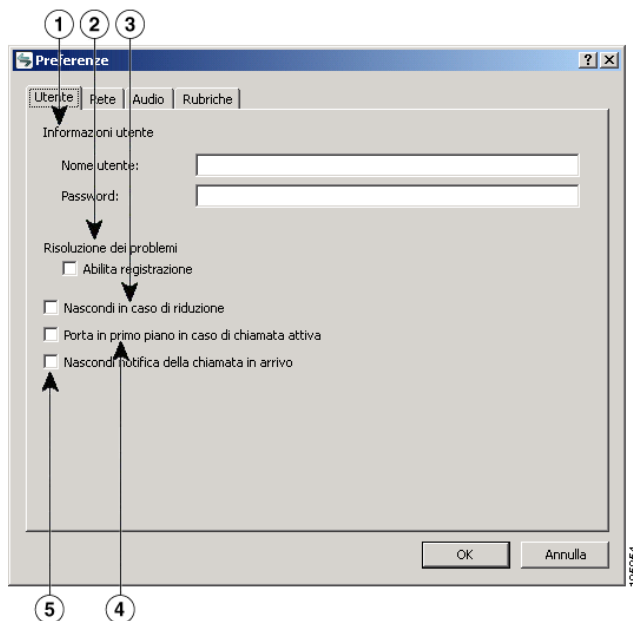 1 2 3
Preferenze
Utente Rete Audio Rubriche
Informazioni utente
Nome utente:
Password:
Risoluzione dei problemi
Abilita registrazione
Nascondi in caso di riduzione
Porta in primo piano in caso di chiamata attiva
Nascondi notifica della chiamata in arrivo
OK Annulla
5 4